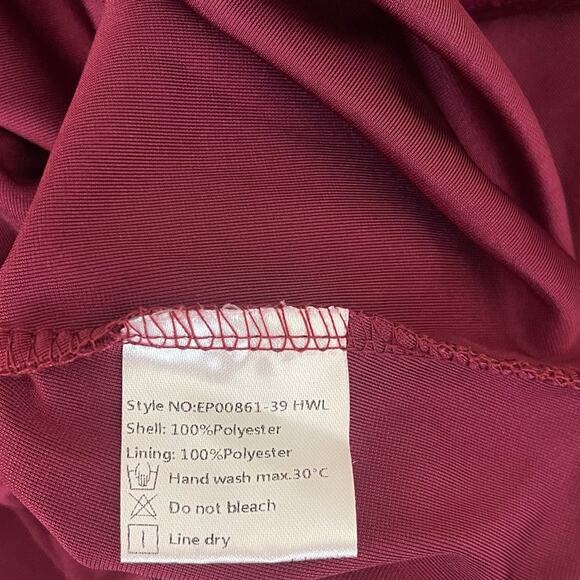 Style NO:EP00861-39 HWL
Shell: 100%Polyester
Lining: 100%Polyester
Hand wash max.30°C
Do not bleach
Line dry